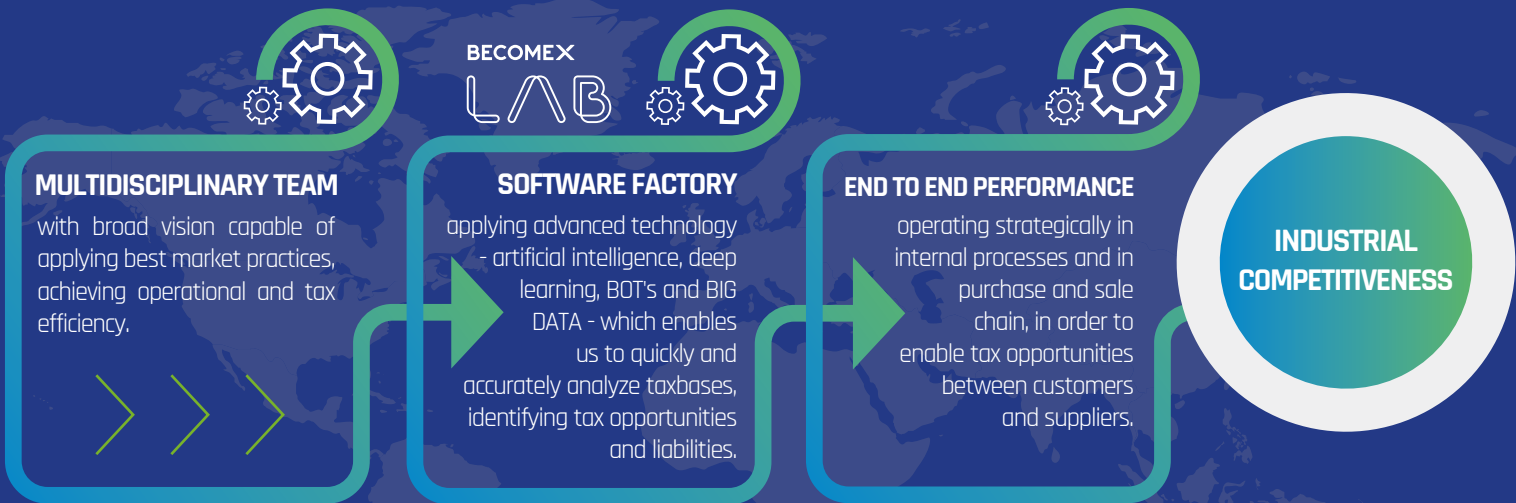 MULTIDISCIPLINARY TEAM
with broad vision capable of
applying best market practices,
achieving operational and tax
efficiency.
BECOMEX
LAB
SOFTWARE FACTORY
applying advanced technology
- artificial intelligence, deep
learning, BOT's and BIG
DATA - which enables
us to quickly and
accurately analyze taxbases,
identifying tax opportunities
and liabilities.
END TO END PERFORMANCE
operating strategically in
internal processes and in
purchase and sale
chain, in order to
enable tax opportunities
between customers
and suppliers.
INDUSTRIAL
COMPETITIVENESS